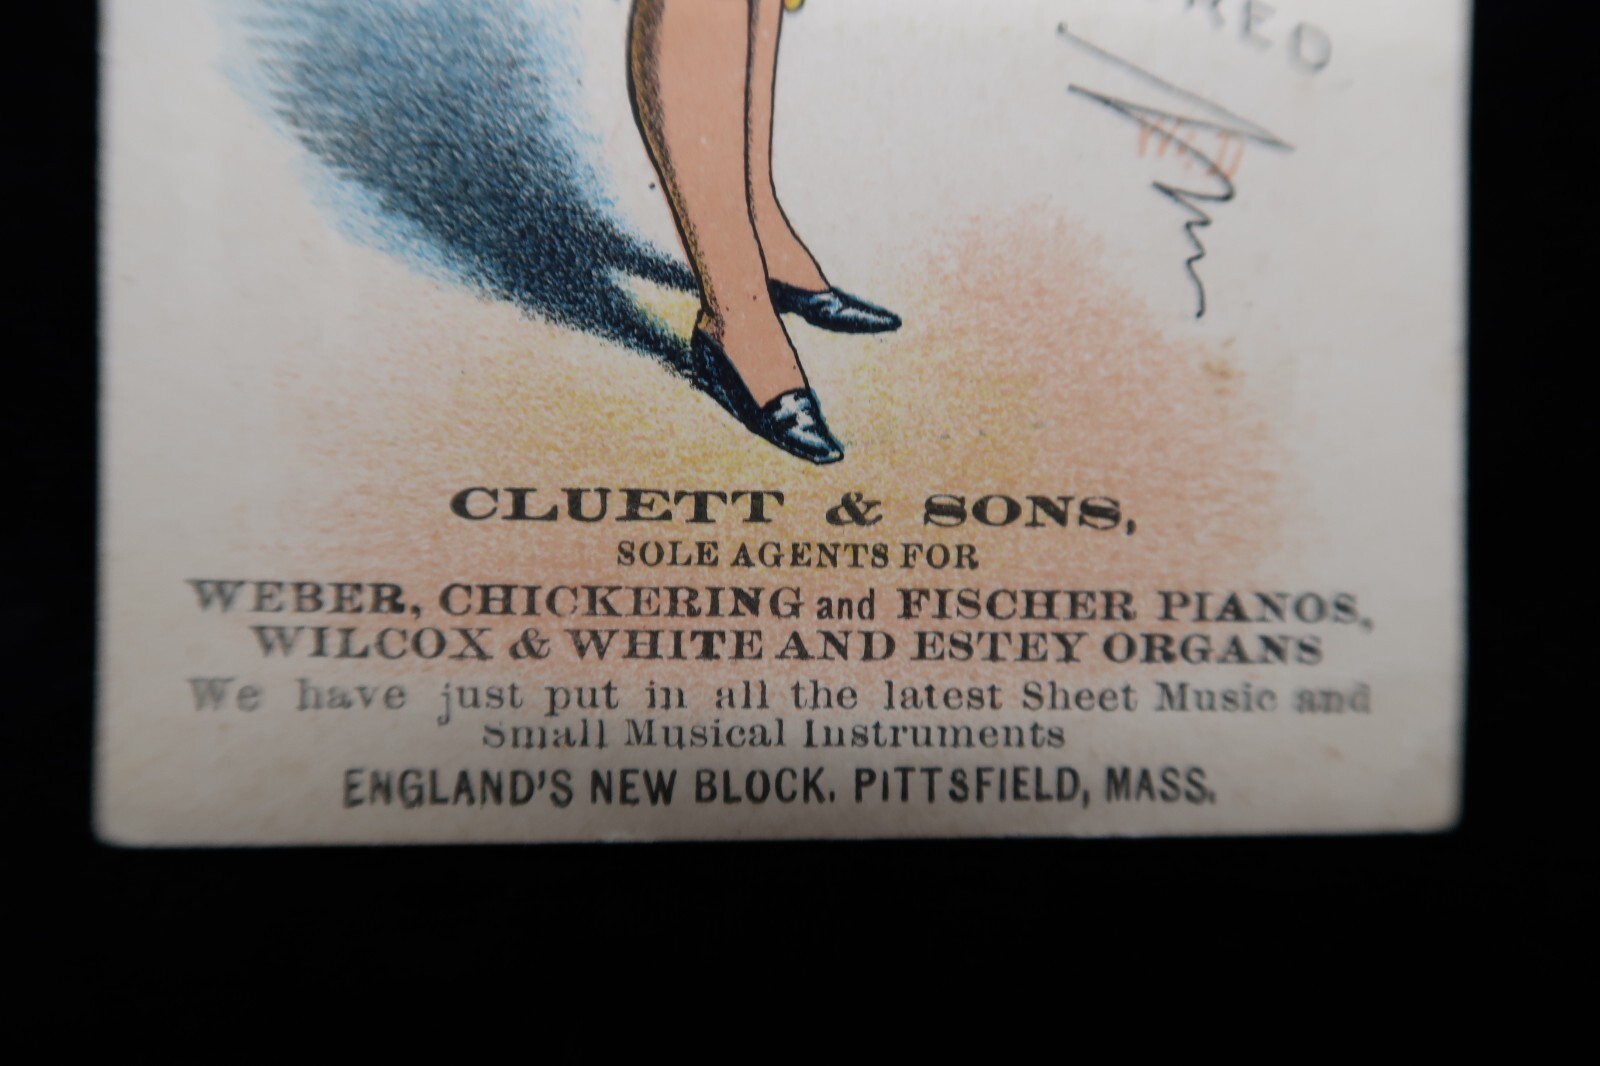 CLUETT & SONS,
SOLE AGENTS FOR
WEBER, CHICKERING and FISCHER PIANOS,
WILCOX & WHITE AND ESTEY ORGANS
We have just put in all the latest Sheet Music and
Small Musical Instruments
ENGLAND'S NEW BLOCK. PITTSFIELD, MASS.